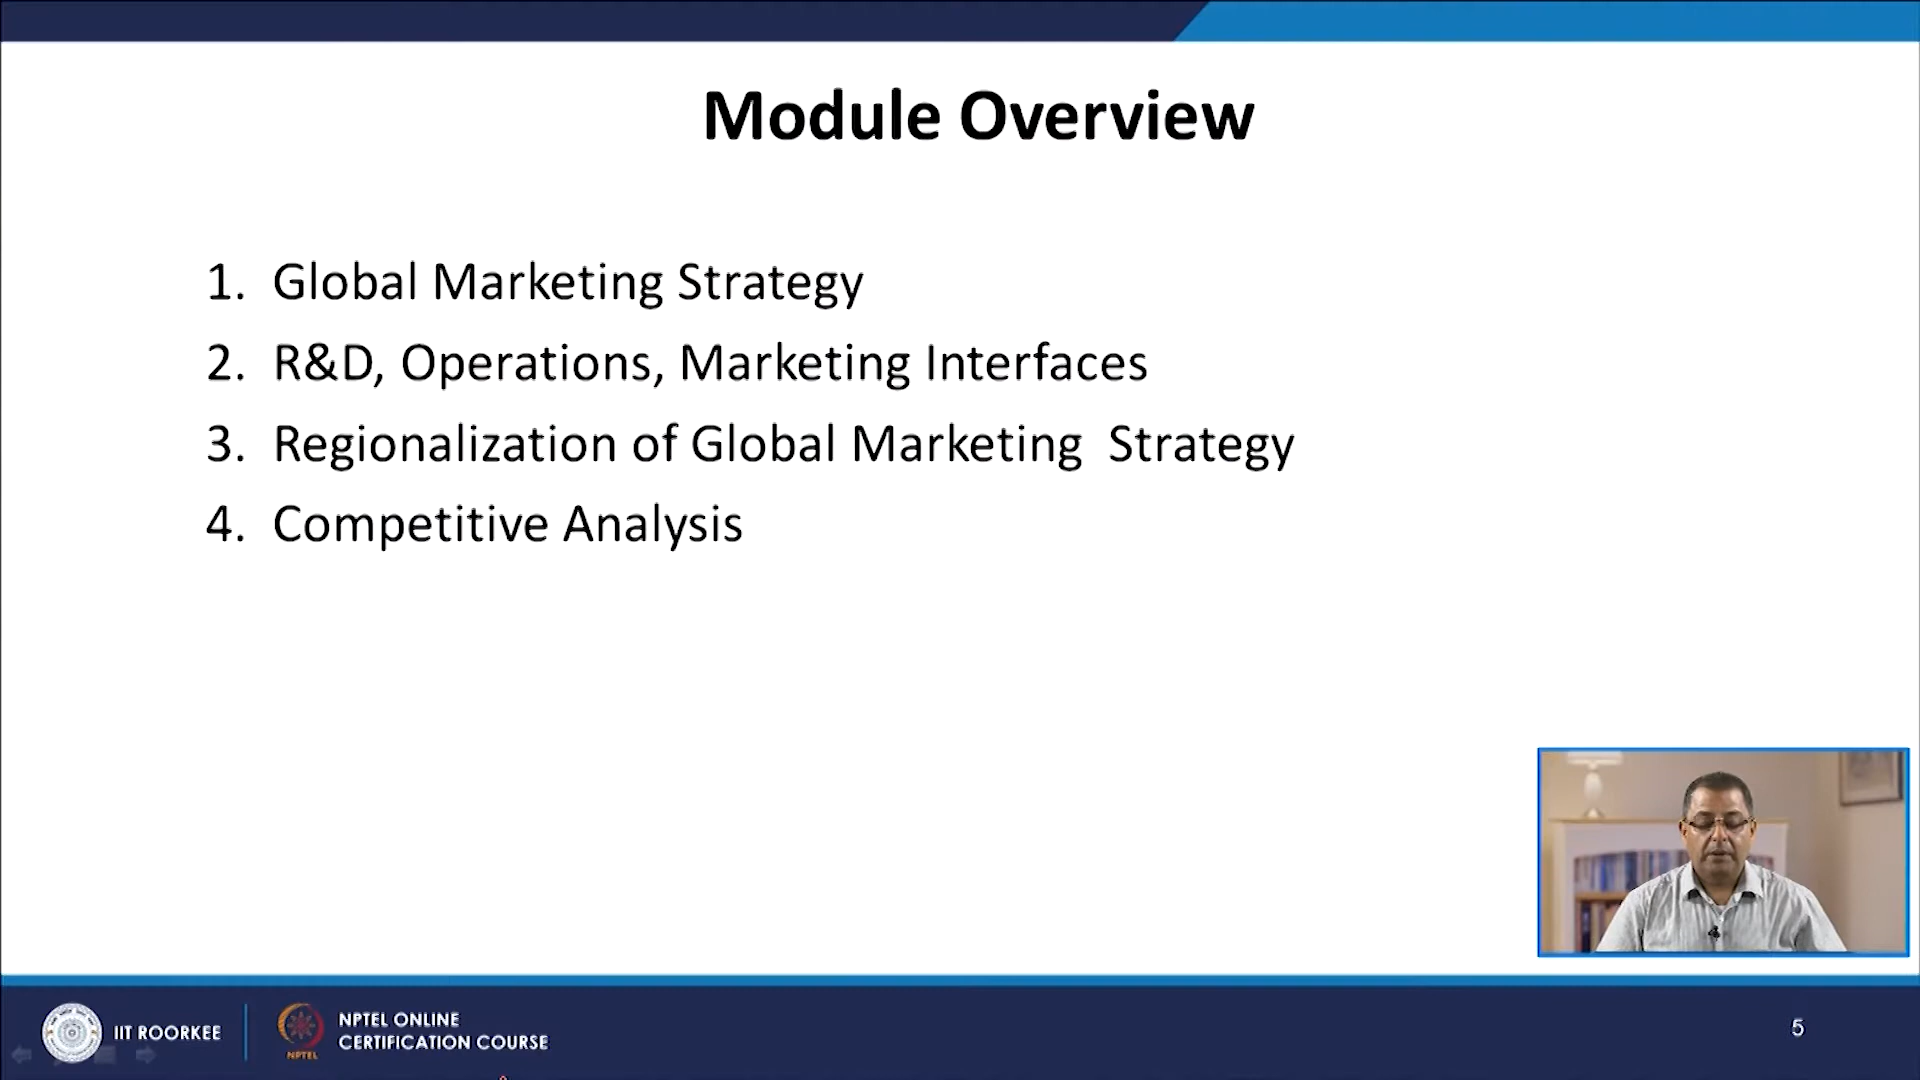 Module Overview
1. Global Marketing Strategy
2. R&D, Operations, Marketing Interfaces
3. Regionalization of Global Marketing  Strategy
4. Competitive Analysis
IIT ROORKEE
NPTEL
NPTEL ONLINE
CERTIFICATION COURSE
5